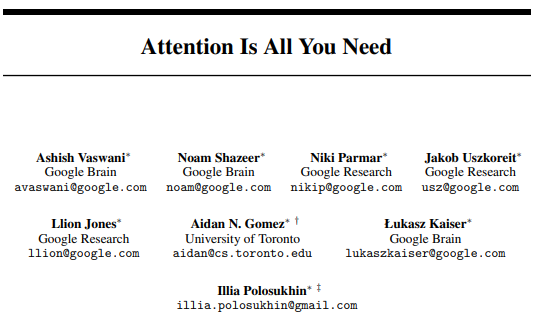 Attention Is All You Need
Ashish Vaswani* Noam Shazeer* Niki Parmar* Jakob Uszkoreit*
Google Brain Google Brain Google Research Google Research
avaswani@google.com noam@google.com nikip@google.com usz@google.com
Llion Jones* Aidan N. Gomez* † Łukasz Kaiser*
Google Research University of Toronto Google Brain
llion@google.com aidan@cs.toronto.edu lukaszkaiser@google.com
Illia Polosukhin* ‡
illia.polosukhin@gmail.com